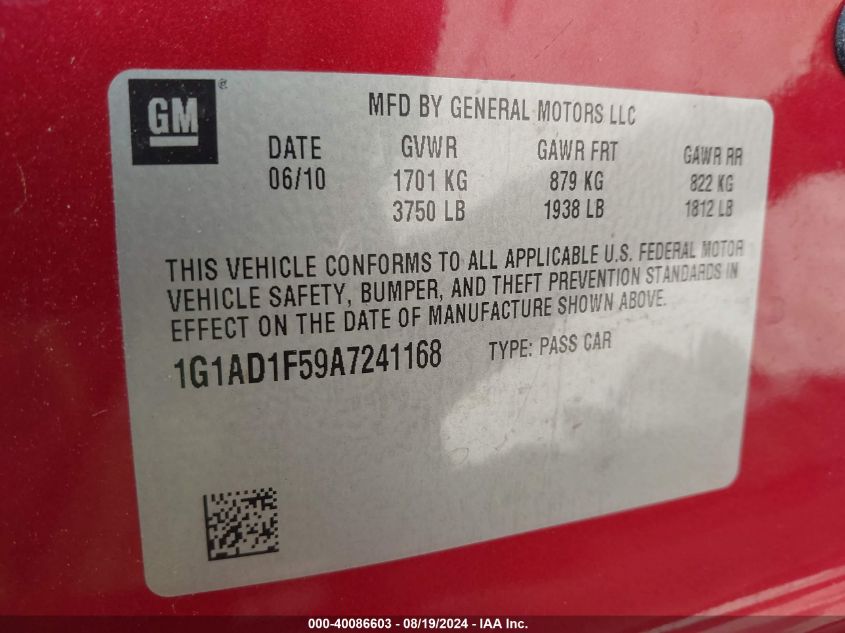 GM®
MFD BY GENERAL MOTORS LLC
DATE GVWR GAWR FRT GAWR RR
06/10 1701 KG 879 KG 822 KG
3750 LB 1938 LB 1812 LB
THIS VEHICLE CONFORMS TO ALL APPLICABLE U.S. FEDERAL MOTOR
VEHICLE SAFETY, BUMPER, AND THEFT PREVENTION STANDARDS IN
EFFECT ON THE DATE OF MANUFACTURE SHOWN ABOVE.
1G1AD1F59A7241168 TYPE: PASS CAR
000-40086603 - 08/19/2024 - IAA Inc.